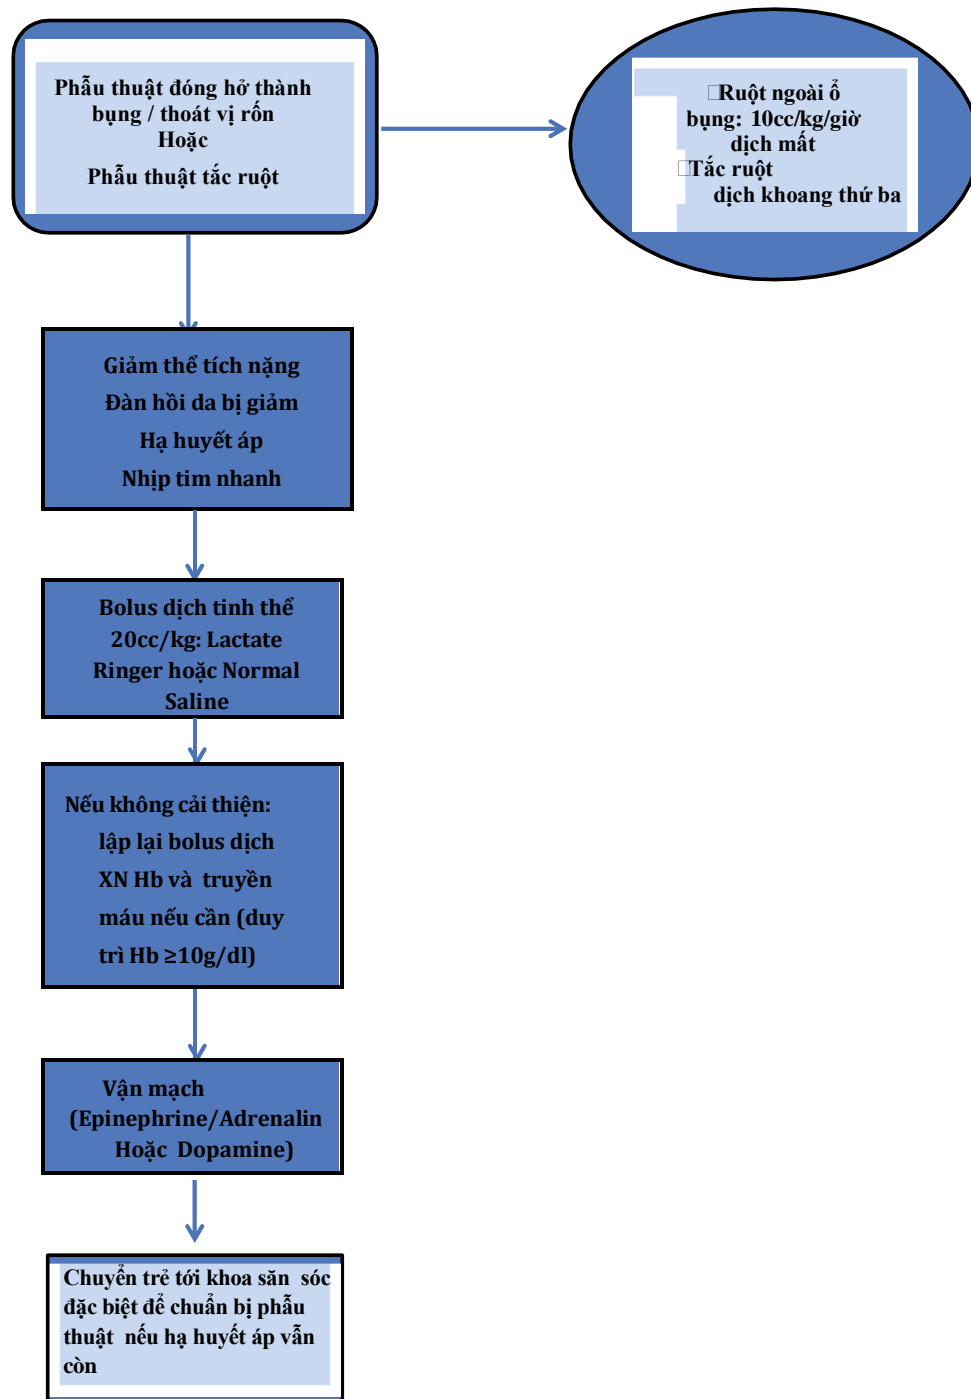 Phẫu thuật đóng hở thành
bụng / thoát vị rốn
Hoặc
Phẫu thuật tắc ruột
Ruột ngoài ổ
bụng: 10cc/kg/giờ
dịch mất
Tắc ruột
dịch khoang thứ ba
Giảm thể tích nặng
Đàn hồi da bị giảm
Hạ huyết áp
Nhịp tim nhanh
Bolus dịch tinh thể
20cc/kg: Lactate
Ringer hoặc Normal
Saline
Nếu không cải thiện:
lập lại bolus dịch
XN Hb và truyền
máu nếu cần (duy
trì Hb ≥10g/dl)
Vận mạch
(Epinephrine/Adrenalin
Hoặc Dopamine)
Chuyển trẻ tới khoa săn sóc
đặc biệt để chuẩn bị phẫu
thuật nếu hạ huyết áp vẫn
còn